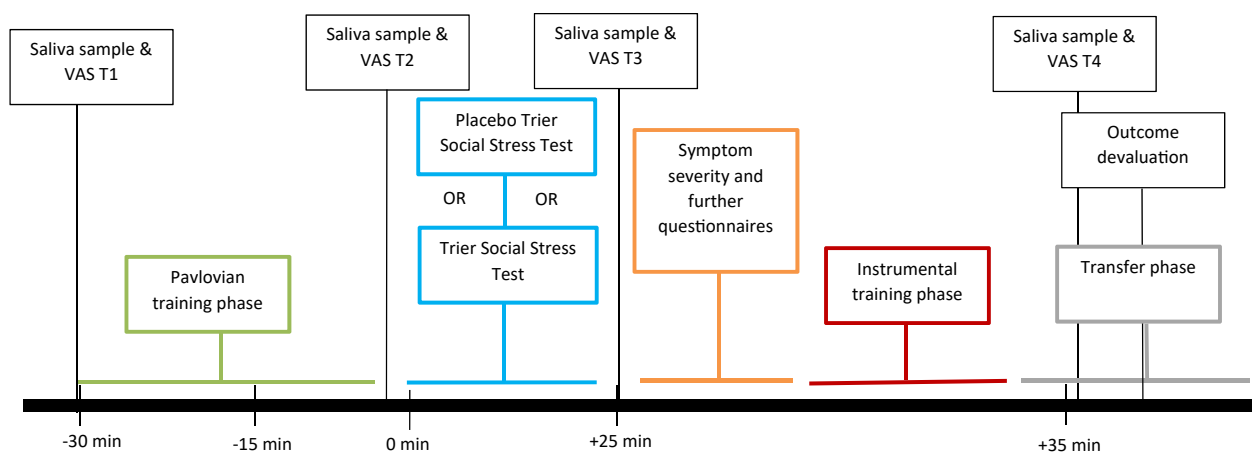 Saliva sample &
VAS T1
Saliva sample &
VAS T2
Saliva sample &
VAS T3
Saliva sample &
VAS T4
Placebo Trier
Social Stress Test
OR OR
Trier Social Stress
Test
Symptom
severity and
further
questionnaires
Outcome
devaluation
Pavlovian
training phase
Instrumental
training phase
Transfer phase
-30 min
-15 min
0 min
+25 min
+35 min